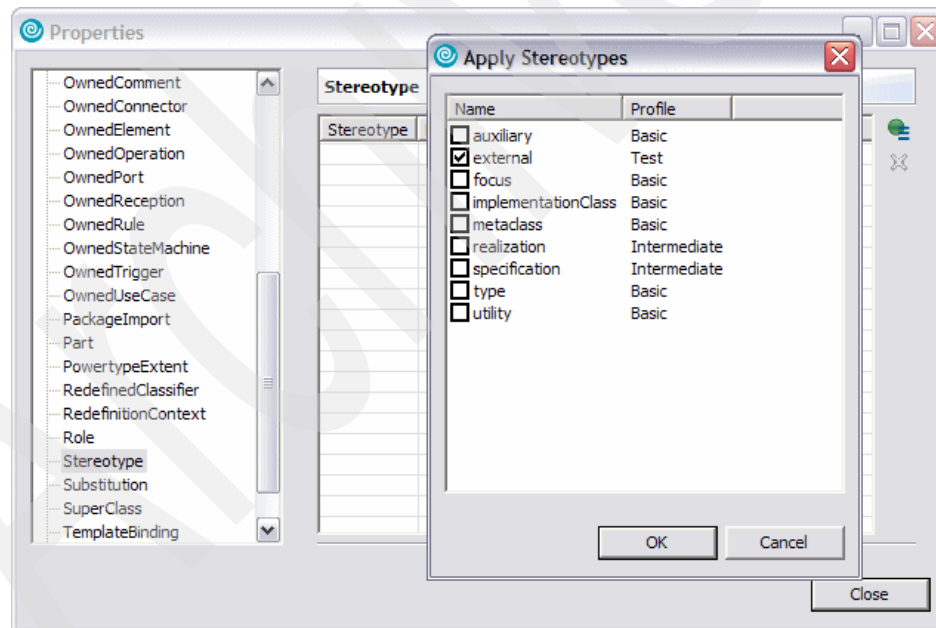 Properties
OwnedComment
OwnedConnector
OwnedElement
OwnedOperation
OwnedPort
OwnedReception
OwnedRule
OwnedStateMachine
OwnedTrigger
OwnedUseCase
PackageImport
Part
PowertypeExtent
RedefinedClassifier
RedefinitionContext
Role
Stereotype
Substitution
SuperClass
TemplateBinding
Stereotype
Stereotype
Apply Stereotypes
Name Profile
auxiliary Basic
external Test
focus Basic
implementationClass Basic
metaclass Basic
realization Intermediate
specification Intermediate
type Basic
utility Basic
OK Cancel
Close